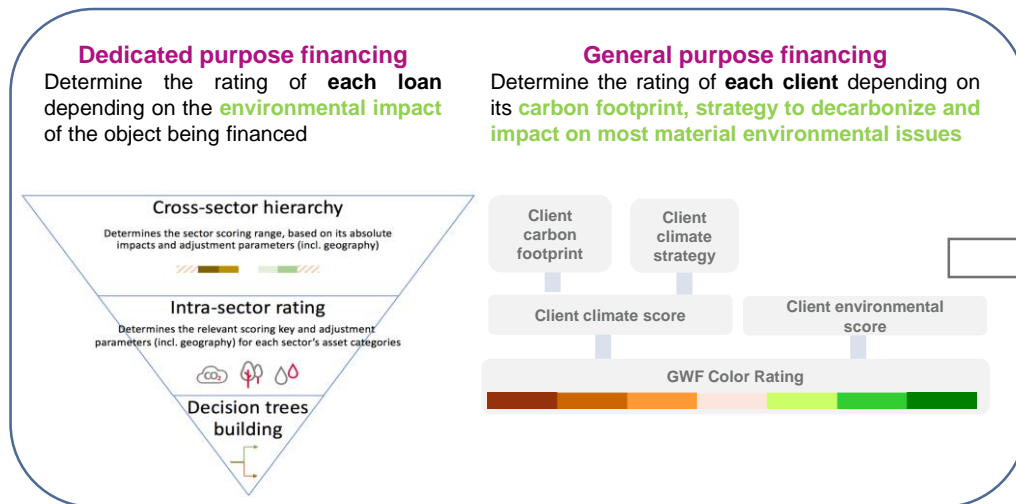 Dedicated purpose financing
Determine the rating of each loan
depending on the environmental impact
of the object being financed
Cross-sector hierarchy
Determines the sector scoring range, based on its absolute
impacts and adjustment parameters (incl. geography)
Intra-sector rating
Determines the relevant scoring key and adjustment
parameters (incl. geography) for each sector's asset categories
CO2
Decision trees
building
General purpose financing
Determine the rating of each client depending on
its carbon footprint, strategy to decarbonize and
impact on most material environmental issues
Client
carbon
footprint
Client
climate
strategy
Client climate score
Client environmental
score
GWF Color Rating